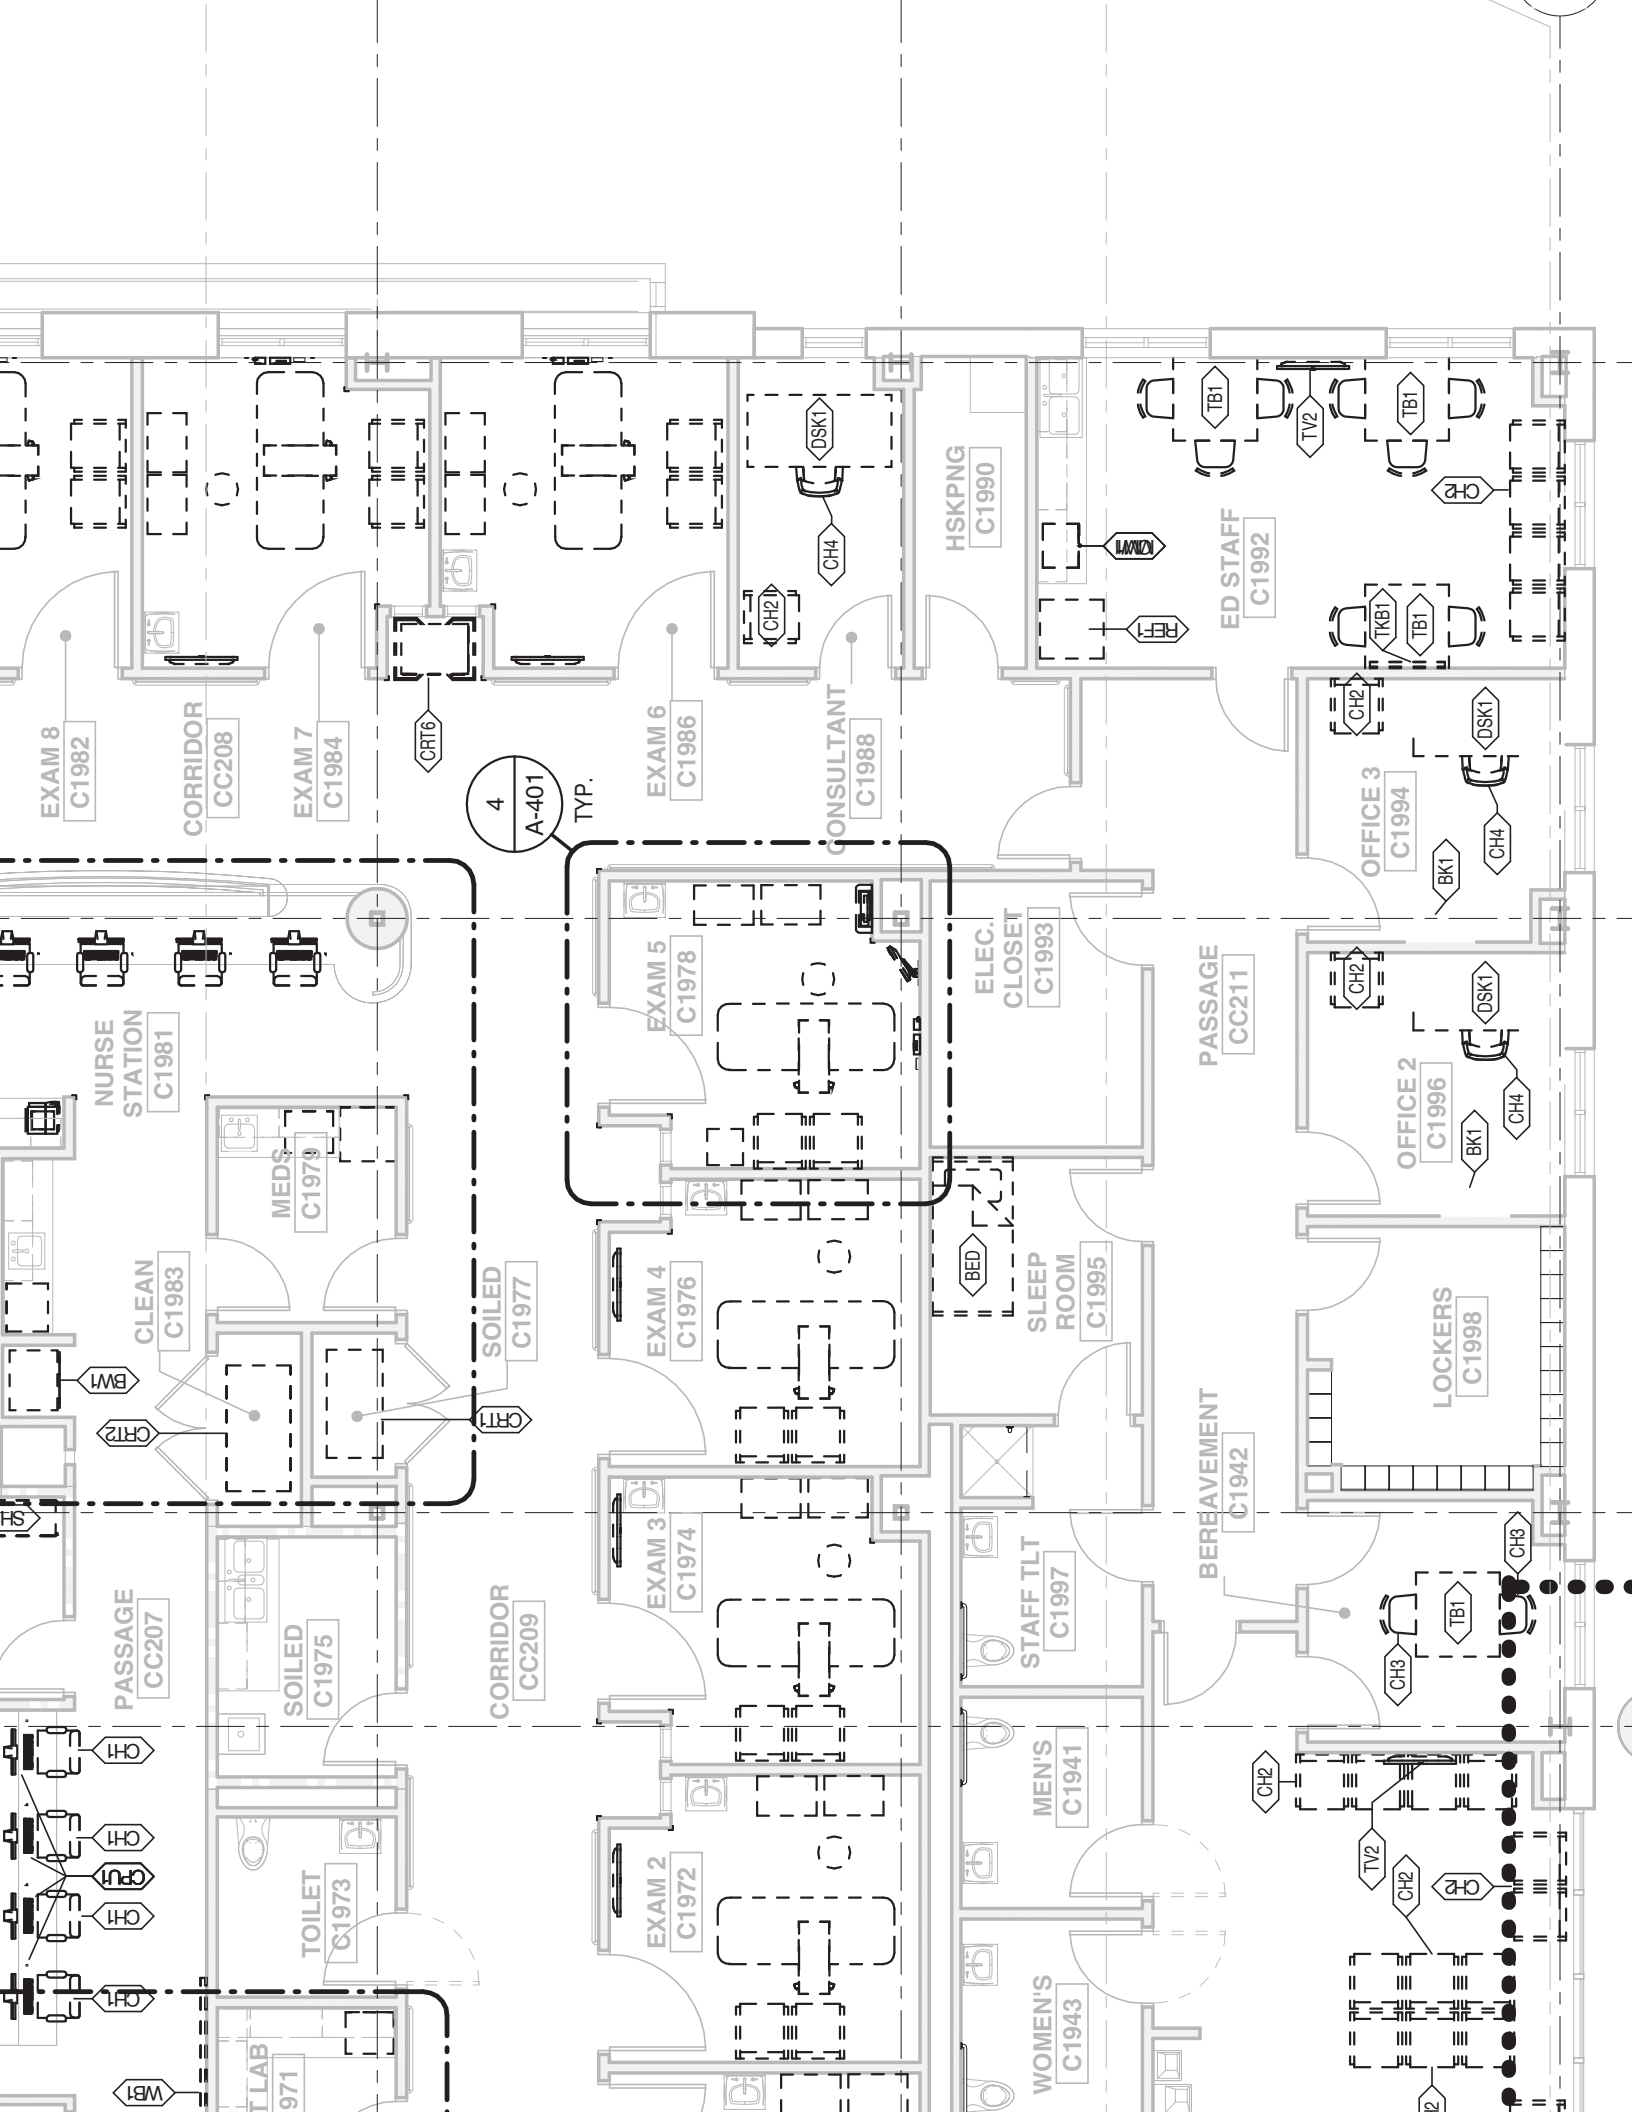 TB1
TV2
TB1
DSK1
CH2
CH4
HSKPNG
C1990
ED STAFF
C1992
CH2
TKB1
TB1
REF1
EXAM 8
C1982
CORRIDOR
CC208
EXAM 7
C1984
CRT6
EXAM 6
C1986
CONSULTANT
C1988
CH2
DSK1
OFFICE 3
C1994
CH4
BK1
4
A-401
TYP.
EXAM 5
C1978
ELEC.
CLOSET
C1993
PASSAGE
CC211
CH2
DSK1
NURSE
STATION
C1981
MEDS
C1979
OFFICE 2
C1996
CH4
BK1
CLEAN
C1983
SOILED
C1977
EXAM 4
C1976
BED
SLEEP
ROOM
C1995
LOCKERS
C1998
BW1
CRT2
CRT1
BEREAVEMENT
C1942
SH
EXAM 3
C1974
STAFF TLT
C1997
CH3
TB1
CH3
PASSAGE
CC207
SOILED
C1975
CORRIDOR
CC209
CH1
CH1
CPU1
CH1
CH1
MEN'S
C1941
CH2
TV2
CH2
CH2
TOILET
C1973
EXAM 2
C1972
WOMEN'S
C1943
T LAB
971
WB1
H2